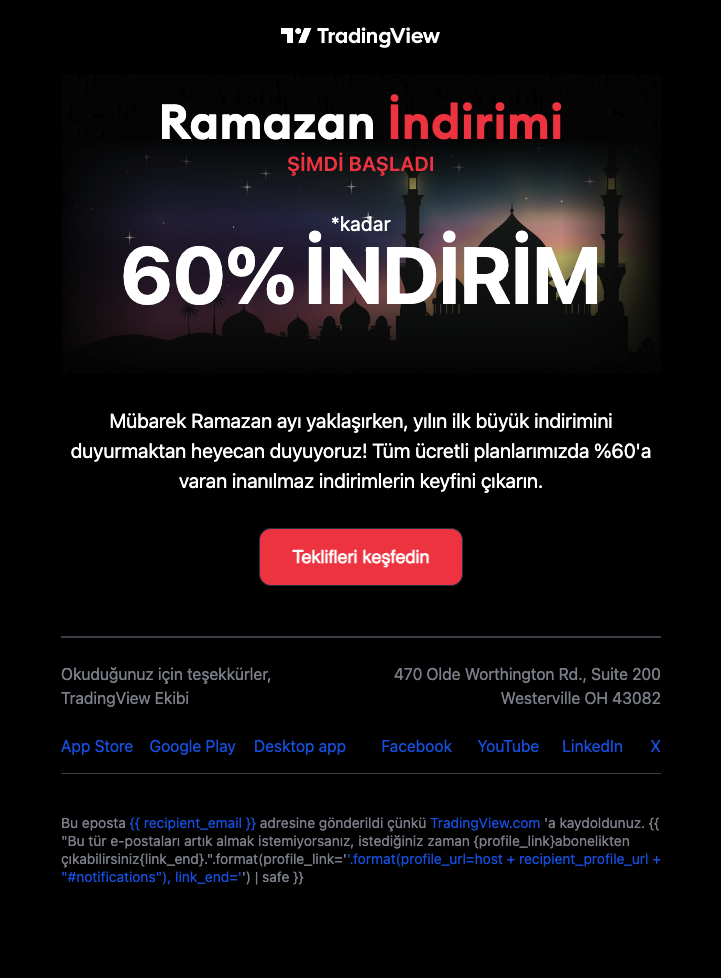 TradingView
Ramazan İndirimi
ŞİMDİ BAŞLADI
*kadar
60% İNDİRİM
Mübarek Ramazan ayı yaklaşırken, yılın ilk büyük indirimini
duyurmaktan heyecan duyuyoruz! Tüm ücretli planlarımızda %60'a
varan inanılmaz indirimlerin keyfini çıkarın.
Teklifleri keşfedin
Okuduğunuz için teşekkürler,
TradingView Ekibi
470 Olde Worthington Rd., Suite 200
Westerville OH 43082
App Store Google Play Desktop app Facebook YouTube LinkedIn X
Bu eposta {{ recipient_email }} adresine gönderildi çünkü TradingView.com 'a kaydoldunuz. {{
"Bu tür e-postaları artık almak istemiyorsanız, istediğiniz zaman {profile_link}abonelikten
çıkabilirsiniz{link_end}.".format(profile_link=''.format(profile_url=host + recipient_profile_url +
"#notifications"), link_end='') | safe }}